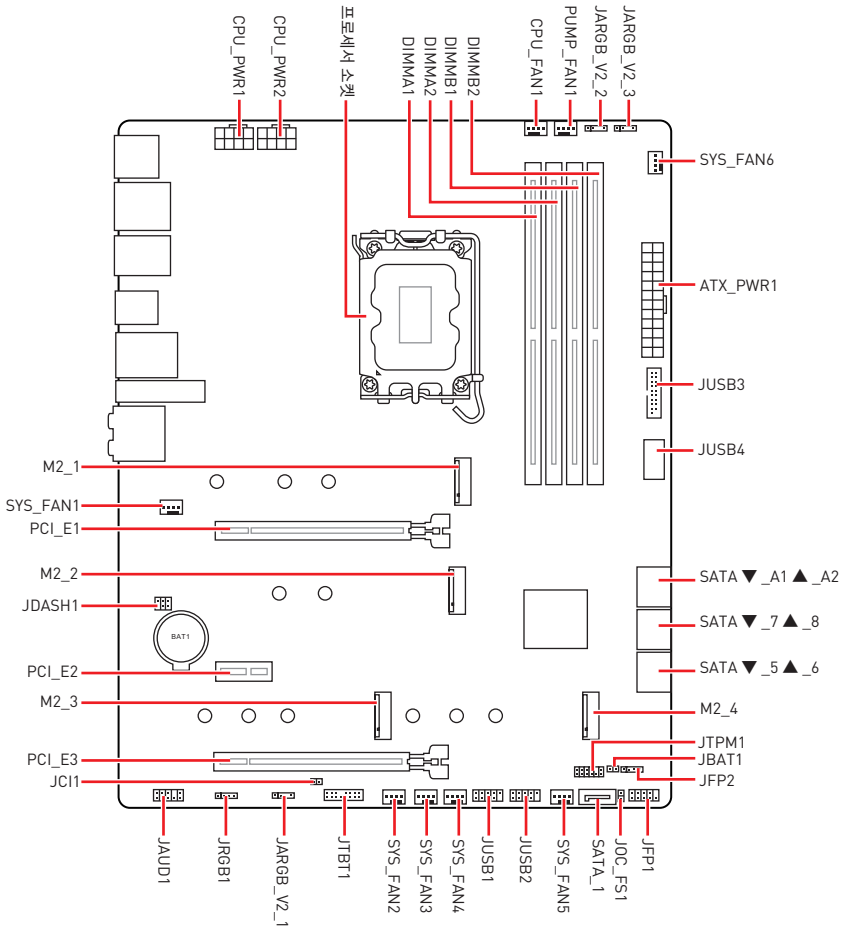 CPU_PWR1
CPU_PWR2
프로세서 소켓
DIMMA1
DIMMA2
DIMMB1
DIMMB2
CPU_FAN1
PUMP_FAN1
JARGB_V2_2
JARGB_V2_3
SYS_FAN6
ATX_PWR1
JUSB3
JUSB4
M2_1
SYS_FAN1
PCI_E1
M2_2
SATA ▼ _A1 ▲ _A2
JDASH1
SATA ▼ _7 ▲ _8
BAT1
PCI_E2
SATA ▼ _5 ▲ _6
M2_3
M2_4
JTPM1
PCI_E3
JBAT1
JCI1
JFP2
JAUD1
JRGB1
JARGB_V2_1
JTBT1
SYS_FAN2
SYS_FAN3
SYS_FAN4
JUSB1
JUSB2
SYS_FAN5
SATA_1
JOC_FS1
JFP1